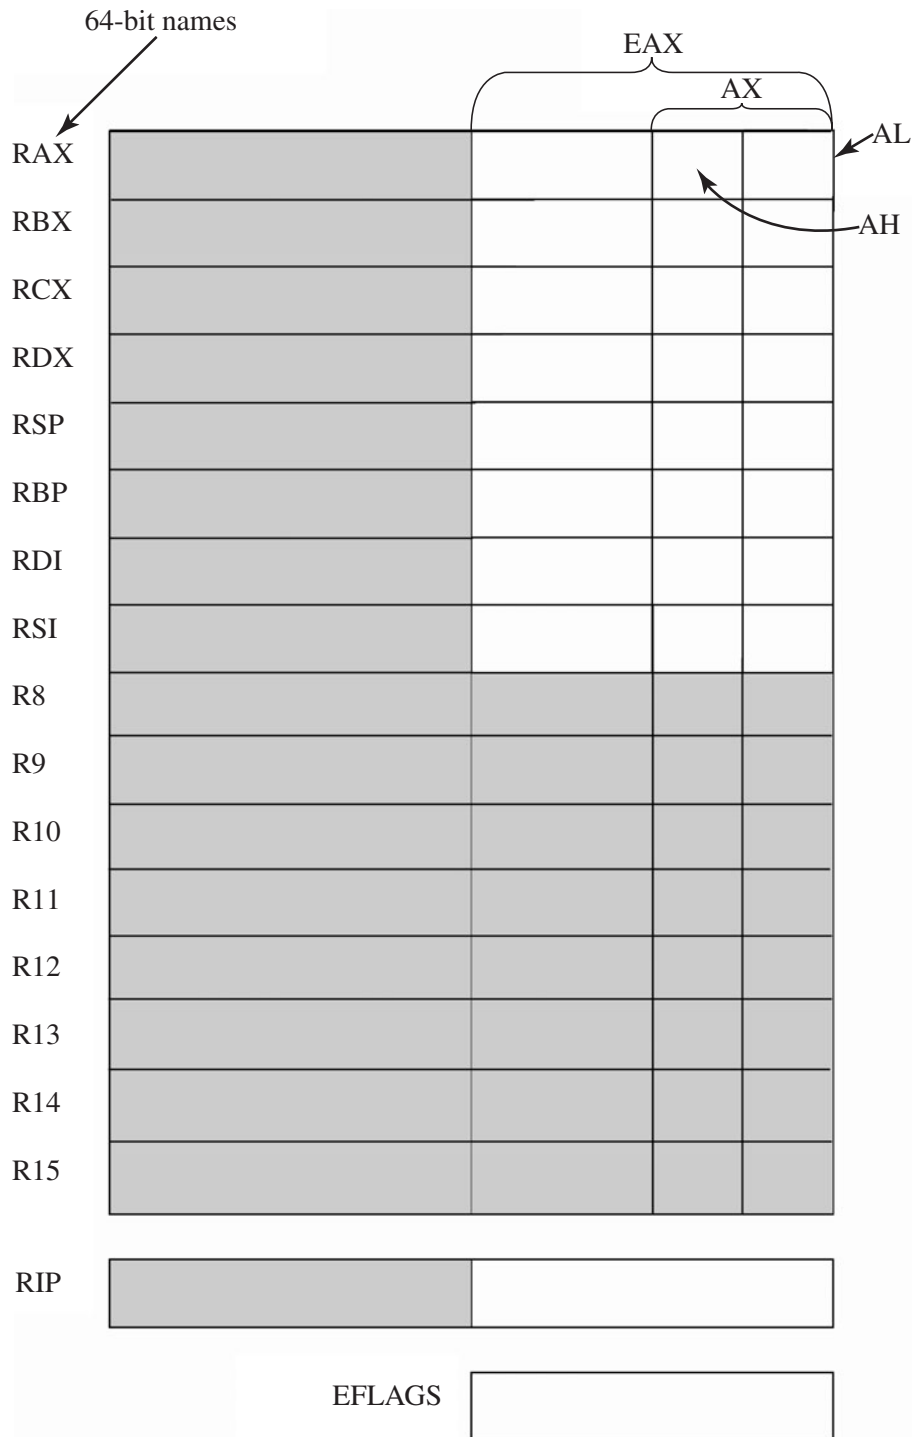 64-bit names
EAX
AX
AL
RAX
AH
RBX
RCX
RDX
RSP
RBP
RDI
RSI
R8
R9
R10
R11
R12
R13
R14
R15
RIP
EFLAGS